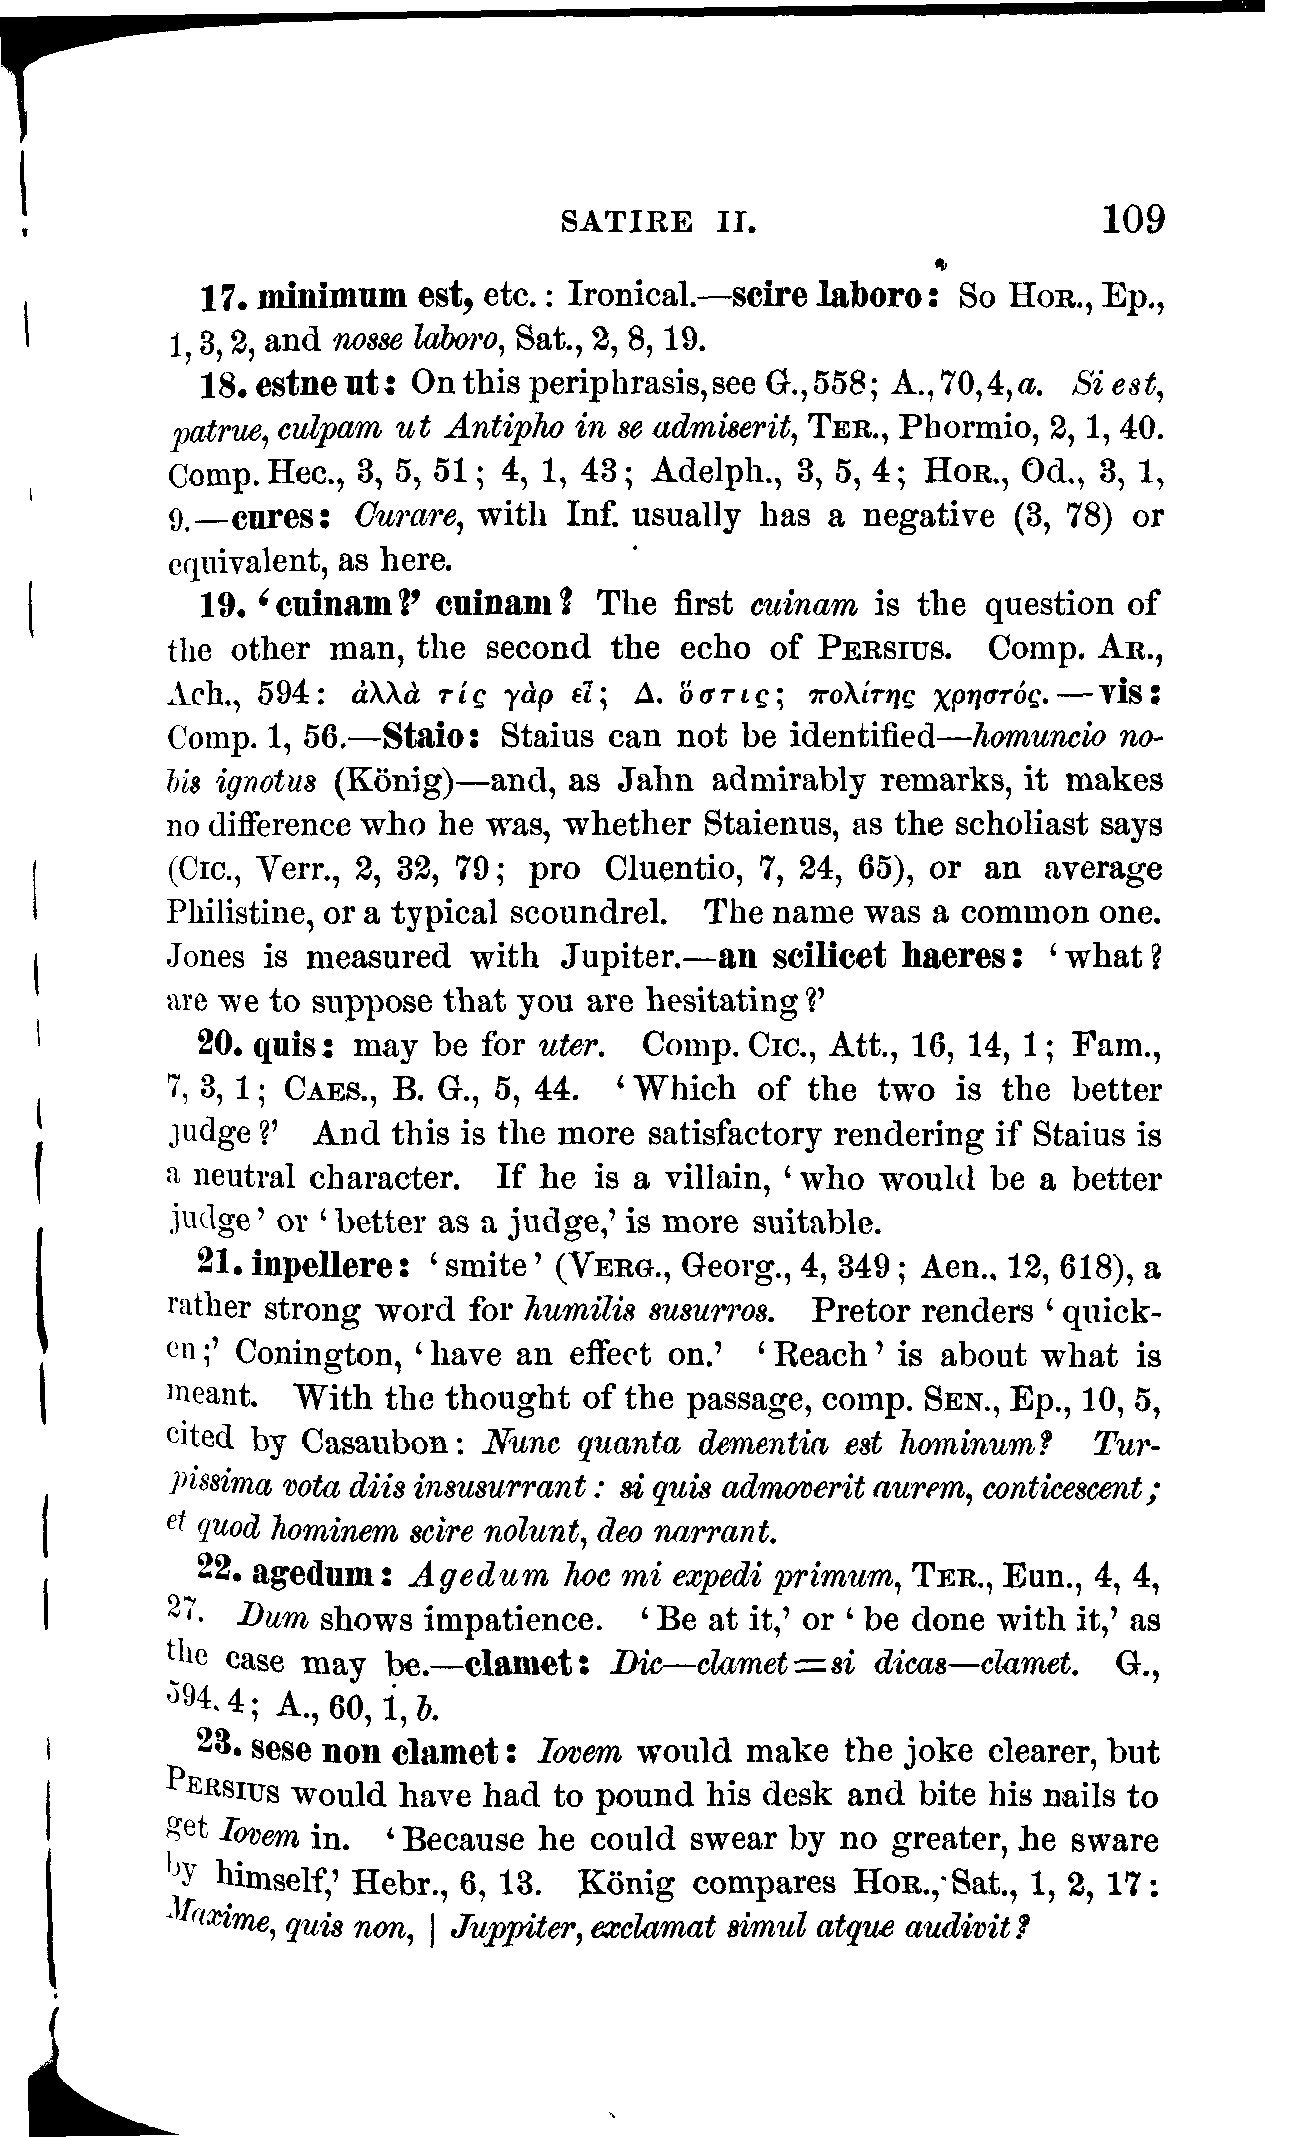 SATIRE II. 109
17. minimum est, etc.: Ironical.—scire laboro: So HOR., Ep.,
1, 3, 2, and nosse laboro, Sat., 2, 8, 19.
18. estne ut: On this periphrasis, see G., 558; A., 70, 4, a. Si est,
patrue, culpam ut Antipho in se admiserit, TER., Phormio, 2, 1, 40.
Comp. Hec., 3, 5, 51; 4, 1, 43; Adelph., 3, 5, 4; HOR., Od., 3, 1,
9.—cures: Curare, with Inf. usually has a negative (3, 78) or
equivalent, as here.
19. ‘cuinam?’ cuinam? The first cuinam is the question of
the other man, the second the echo of PERSIUS. Comp. AR.,
Ach., 594: ἀλλὰ τίς γὰρ εἶ; Δ. ὅστις; πολίτης χρηστός.—vis:
Comp. 1, 56.—Staio: Staius can not be identified—homuncio no-
bis ignotus (König)—and, as Jahn admirably remarks, it makes
no difference who he was, whether Staienus, as the scholiast says
(CIC., Verr., 2, 32, 79; pro Cluentio, 7, 24, 65), or an average
Philistine, or a typical scoundrel. The name was a common one.
Jones is measured with Jupiter.—an scilicet haeres: ‘what?
are we to suppose that you are hesitating?’
20. quis: may be for uter. Comp. CIC., Att., 16, 14, 1; Fam.,
7, 3, 1; CAES., B. G., 5, 44. ‘Which of the two is the better
judge?’ And this is the more satisfactory rendering if Staius is
a neutral character. If he is a villain, ‘who would be a better
judge’ or ‘better as a judge,’ is more suitable.
21. inpellere: ‘smite’ (VERG., Georg., 4, 349; Aen., 12, 618), a
rather strong word for humilis susurros. Pretor renders ‘quick-
en;’ Conington, ‘have an effect on.’ ‘Reach’ is about what is
meant. With the thought of the passage, comp. SEN., Ep., 10, 5,
cited by Casaubon: Nunc quanta dementia est hominum? Tur-
pissima vota diis insusurrant: si quis admoverit aurem, conticescent;
et quod hominem scire nolunt, deo narrant.
22. agedum: Agedum hoc mi expedi primum, TER., Eun., 4, 4,
27. Dum shows impatience. ‘Be at it,’ or ‘be done with it,’ as
the case may be.—clamet: Dic—clamet=si dicas—clamet. G.,
594. 4; A., 60, 1, b.
23. sese non clamet: Iovem would make the joke clearer, but
PERSIUS would have had to pound his desk and bite his nails to
get Iovem in. ‘Because he could swear by no greater, he sware
by himself,’ Hebr., 6, 13. König compares HOR., Sat., 1, 2, 17:
Maxime, quis non, | Juppiter, exclamat simul atque audivit?